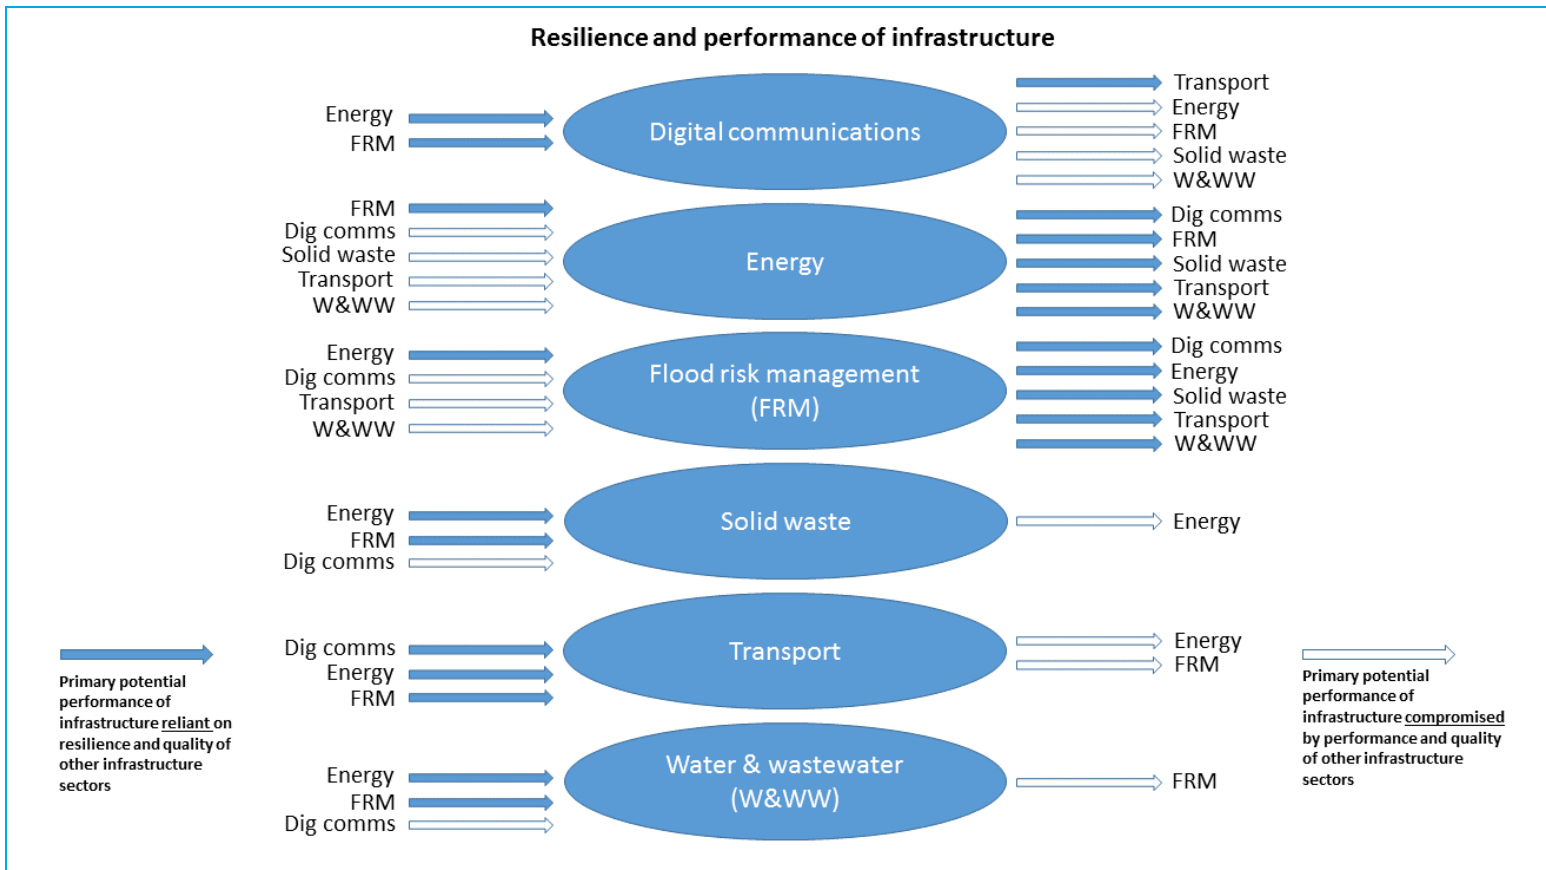 Resilience and performance of infrastructure
Energy
FRM
Digital communications
Transport
Energy
FRM
Solid waste
W&WW
FRM
Dig comms
Solid waste
Transport
W&WW
Energy
Dig comms
FRM
Solid waste
Transport
W&WW
Energy
Dig comms
Transport
W&WW
Flood risk management
(FRM)
Dig comms
Energy
Solid waste
Transport
W&WW
Energy
FRM
Dig comms
Solid waste
Energy
Dig comms
Energy
FRM
Transport
Energy
FRM
Energy
FRM
Dig comms
Water & wastewater
(W&WW)
FRM
Primary potential
performance of
infrastructure reliant on
resilience and quality of
other infrastructure
sectors
Primary potential
performance of
infrastructure compromised
by performance and quality
of other infrastructure
sectors